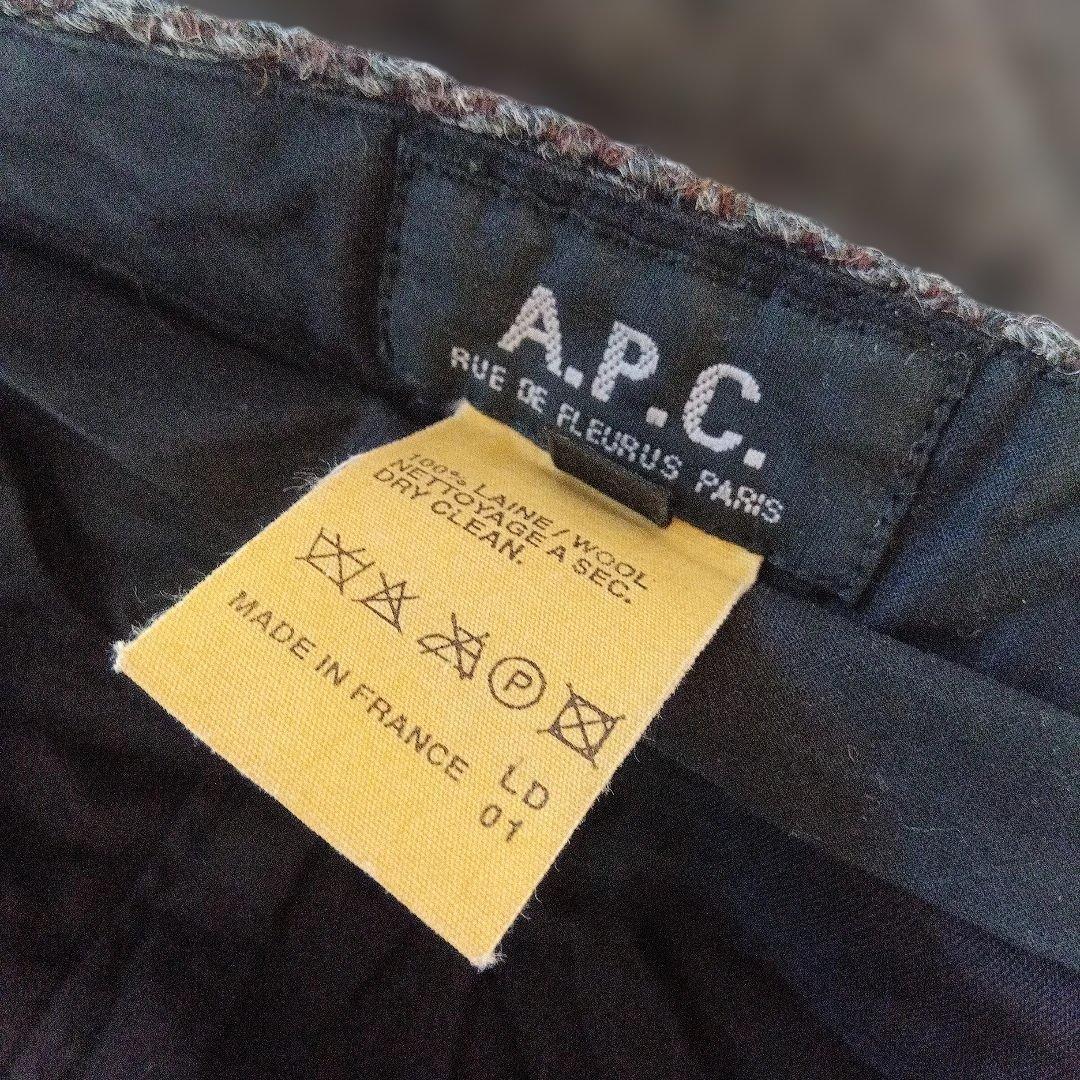 A.P.C.
RUE DE FLEURUS PARIS
100% LAINE / WOOL
NETTOYAGE A SEC.
DRY CLEAN.
P
MADE IN FRANCE
LD
01